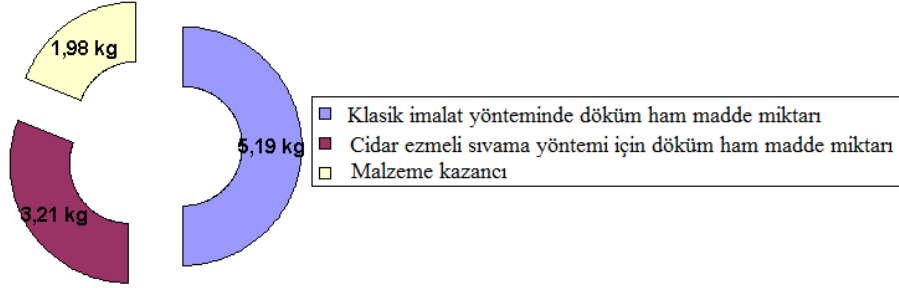 1,98 kg
5,19 kg
3,21 kg
Klasik imalat yönteminde döküm ham madde miktarı
Cidar ezmeli sıvama yöntemi için döküm ham madde miktarı
Malzeme kazancı